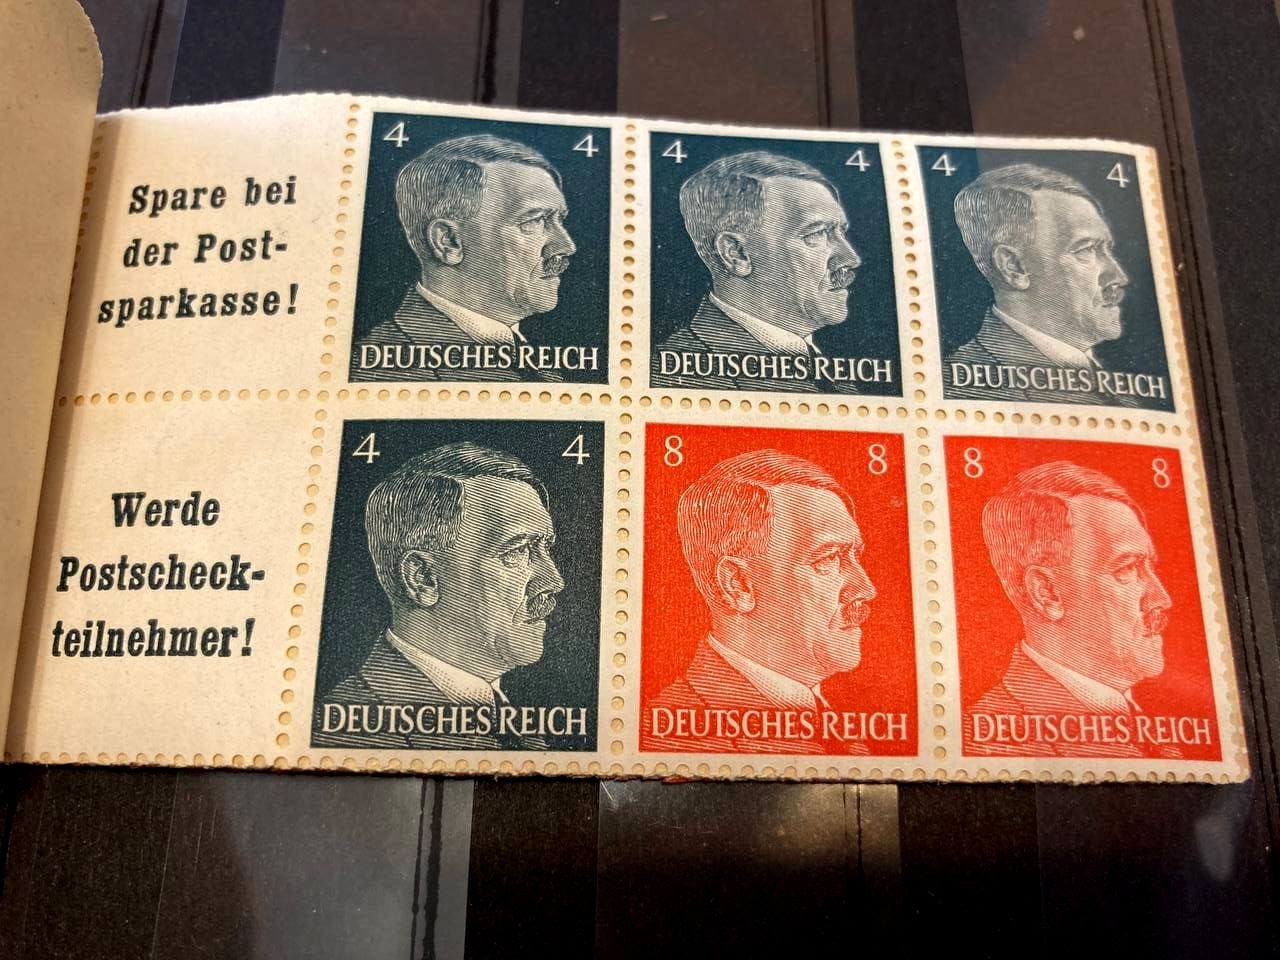 Spare bei
der Post-
sparkasse!
4 4
DEUTSCHES REICH
4 4
DEUTSCHES REICH
4 4
DEUTSCHES REICH
Werde
Postscheck-
teilnehmer!
4 4
DEUTSCHES REICH
8 8
DEUTSCHES REICH
8 8
DEUTSCHES REICH